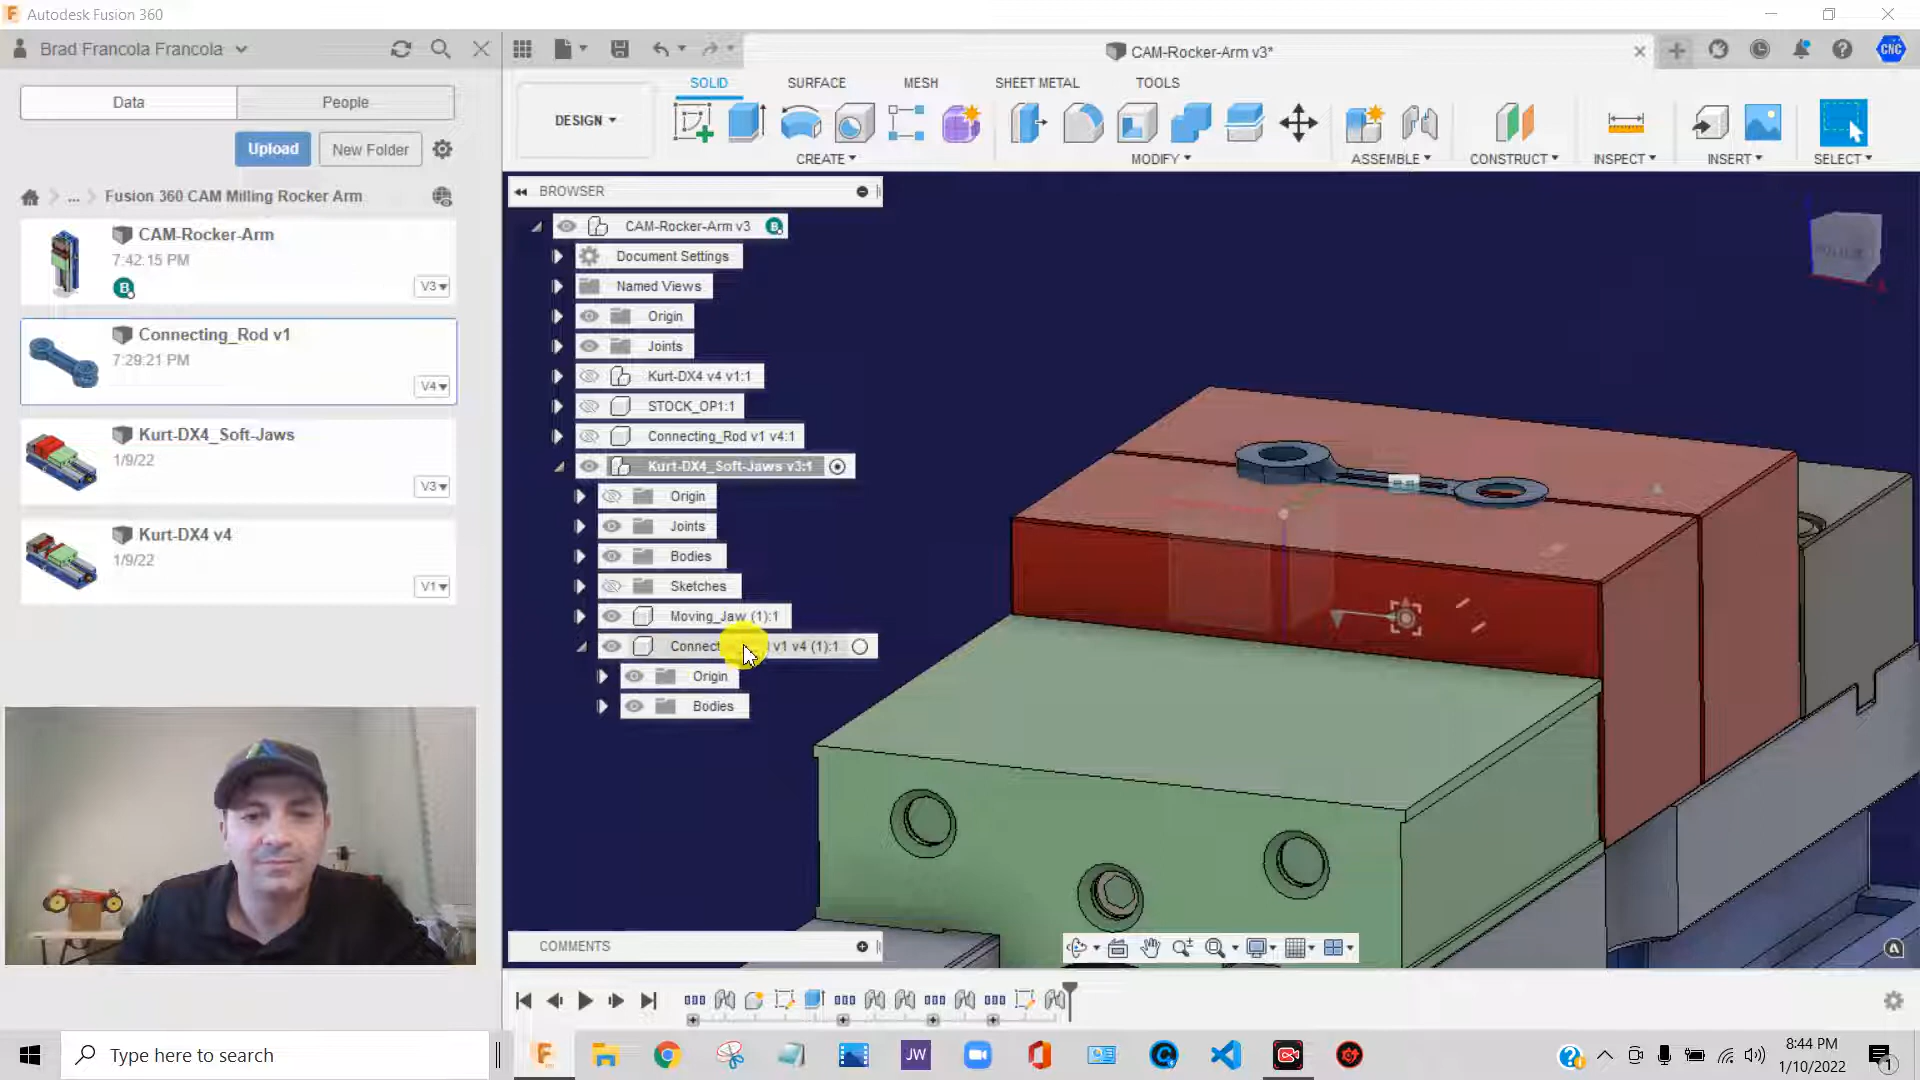 Autodesk Fusion 360
Brad Francola Francola
CAM-Rocker-Arm v3*
CNC
Data
People
Upload
New Folder
... Fusion 360 CAM Milling Rocker Arm
CAM-Rocker-Arm
7:42:15 PM
B
V3
Connecting_Rod v1
7:29:21 PM
V4
Kurt-DX4_Soft-Jaws
1/9/22
V3
Kurt-DX4 v4
1/9/22
V1
SOLID
SURFACE
MESH
SHEET METAL
TOOLS
DESIGN
CREATE
MODIFY
ASSEMBLE
CONSTRUCT
INSPECT
INSERT
SELECT
BROWSER
CAM-Rocker-Arm v3
B
Document Settings
Named Views
Origin
Joints
Kurt-DX4 v4 v1:1
STOCK_OP1:1
Connecting_Rod v1 v4:1
Kurt-DX4_Soft-Jaws v3:1
Origin
Joints
Bodies
Sketches
Moving_Jaw (1):1
v1 v4 (1):1
Origin
Bodies
COMMENTS
Type here to search
JW
8:44 PM
1/10/2022
1